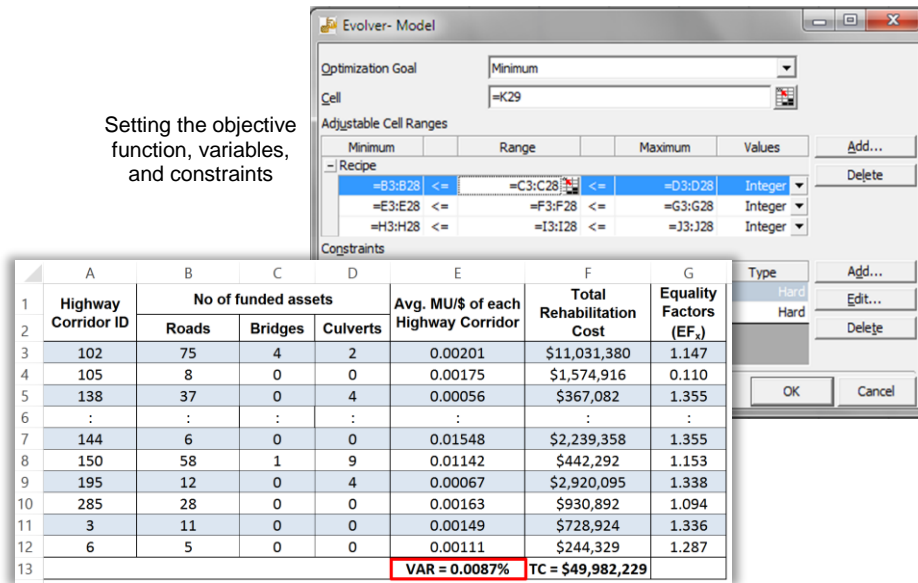 Setting the objective
function, variables,
and constraints
Evolver- Model
Optimization Goal Minimum
Cell =K29
Adjustable Cell Ranges
Minimum Range Maximum Values
Recipe
=B3:B28 <= =C3:C28 <= =D3:D28 Integer
=E3:E28 <= =F3:F28 <= =G3:G28 Integer
=H3:H28 <= =I3:I28 <= =J3:J28 Integer
Add...
Delete
Constraints
Type
Hard
Hard
Add...
Edit...
Delete
OK Cancel
A B C D E F G
1 Highway No of funded assets Avg. MU/$ of each Total Equality
Rehabilitation Factors
2 Corridor ID Roads Bridges Culverts Highway Corridor Cost (EFx)
3 102 75 4 2 0.00201 $11,031,380 1.147
4 105 8 0 0 0.00175 $1,574,916 0.110
5 138 37 0 4 0.00056 $367,082 1.355
6 : : : : : : :
7 144 6 0 0 0.01548 $2,239,358 1.355
8 150 58 1 9 0.01142 $442,292 1.153
9 195 12 0 4 0.00067 $2,920,095 1.338
10 285 28 0 0 0.00163 $930,892 1.094
11 3 11 0 0 0.00149 $728,924 1.336
12 6 5 0 0 0.00111 $244,329 1.287
13 VAR = 0.0087% TC = $49,982,229